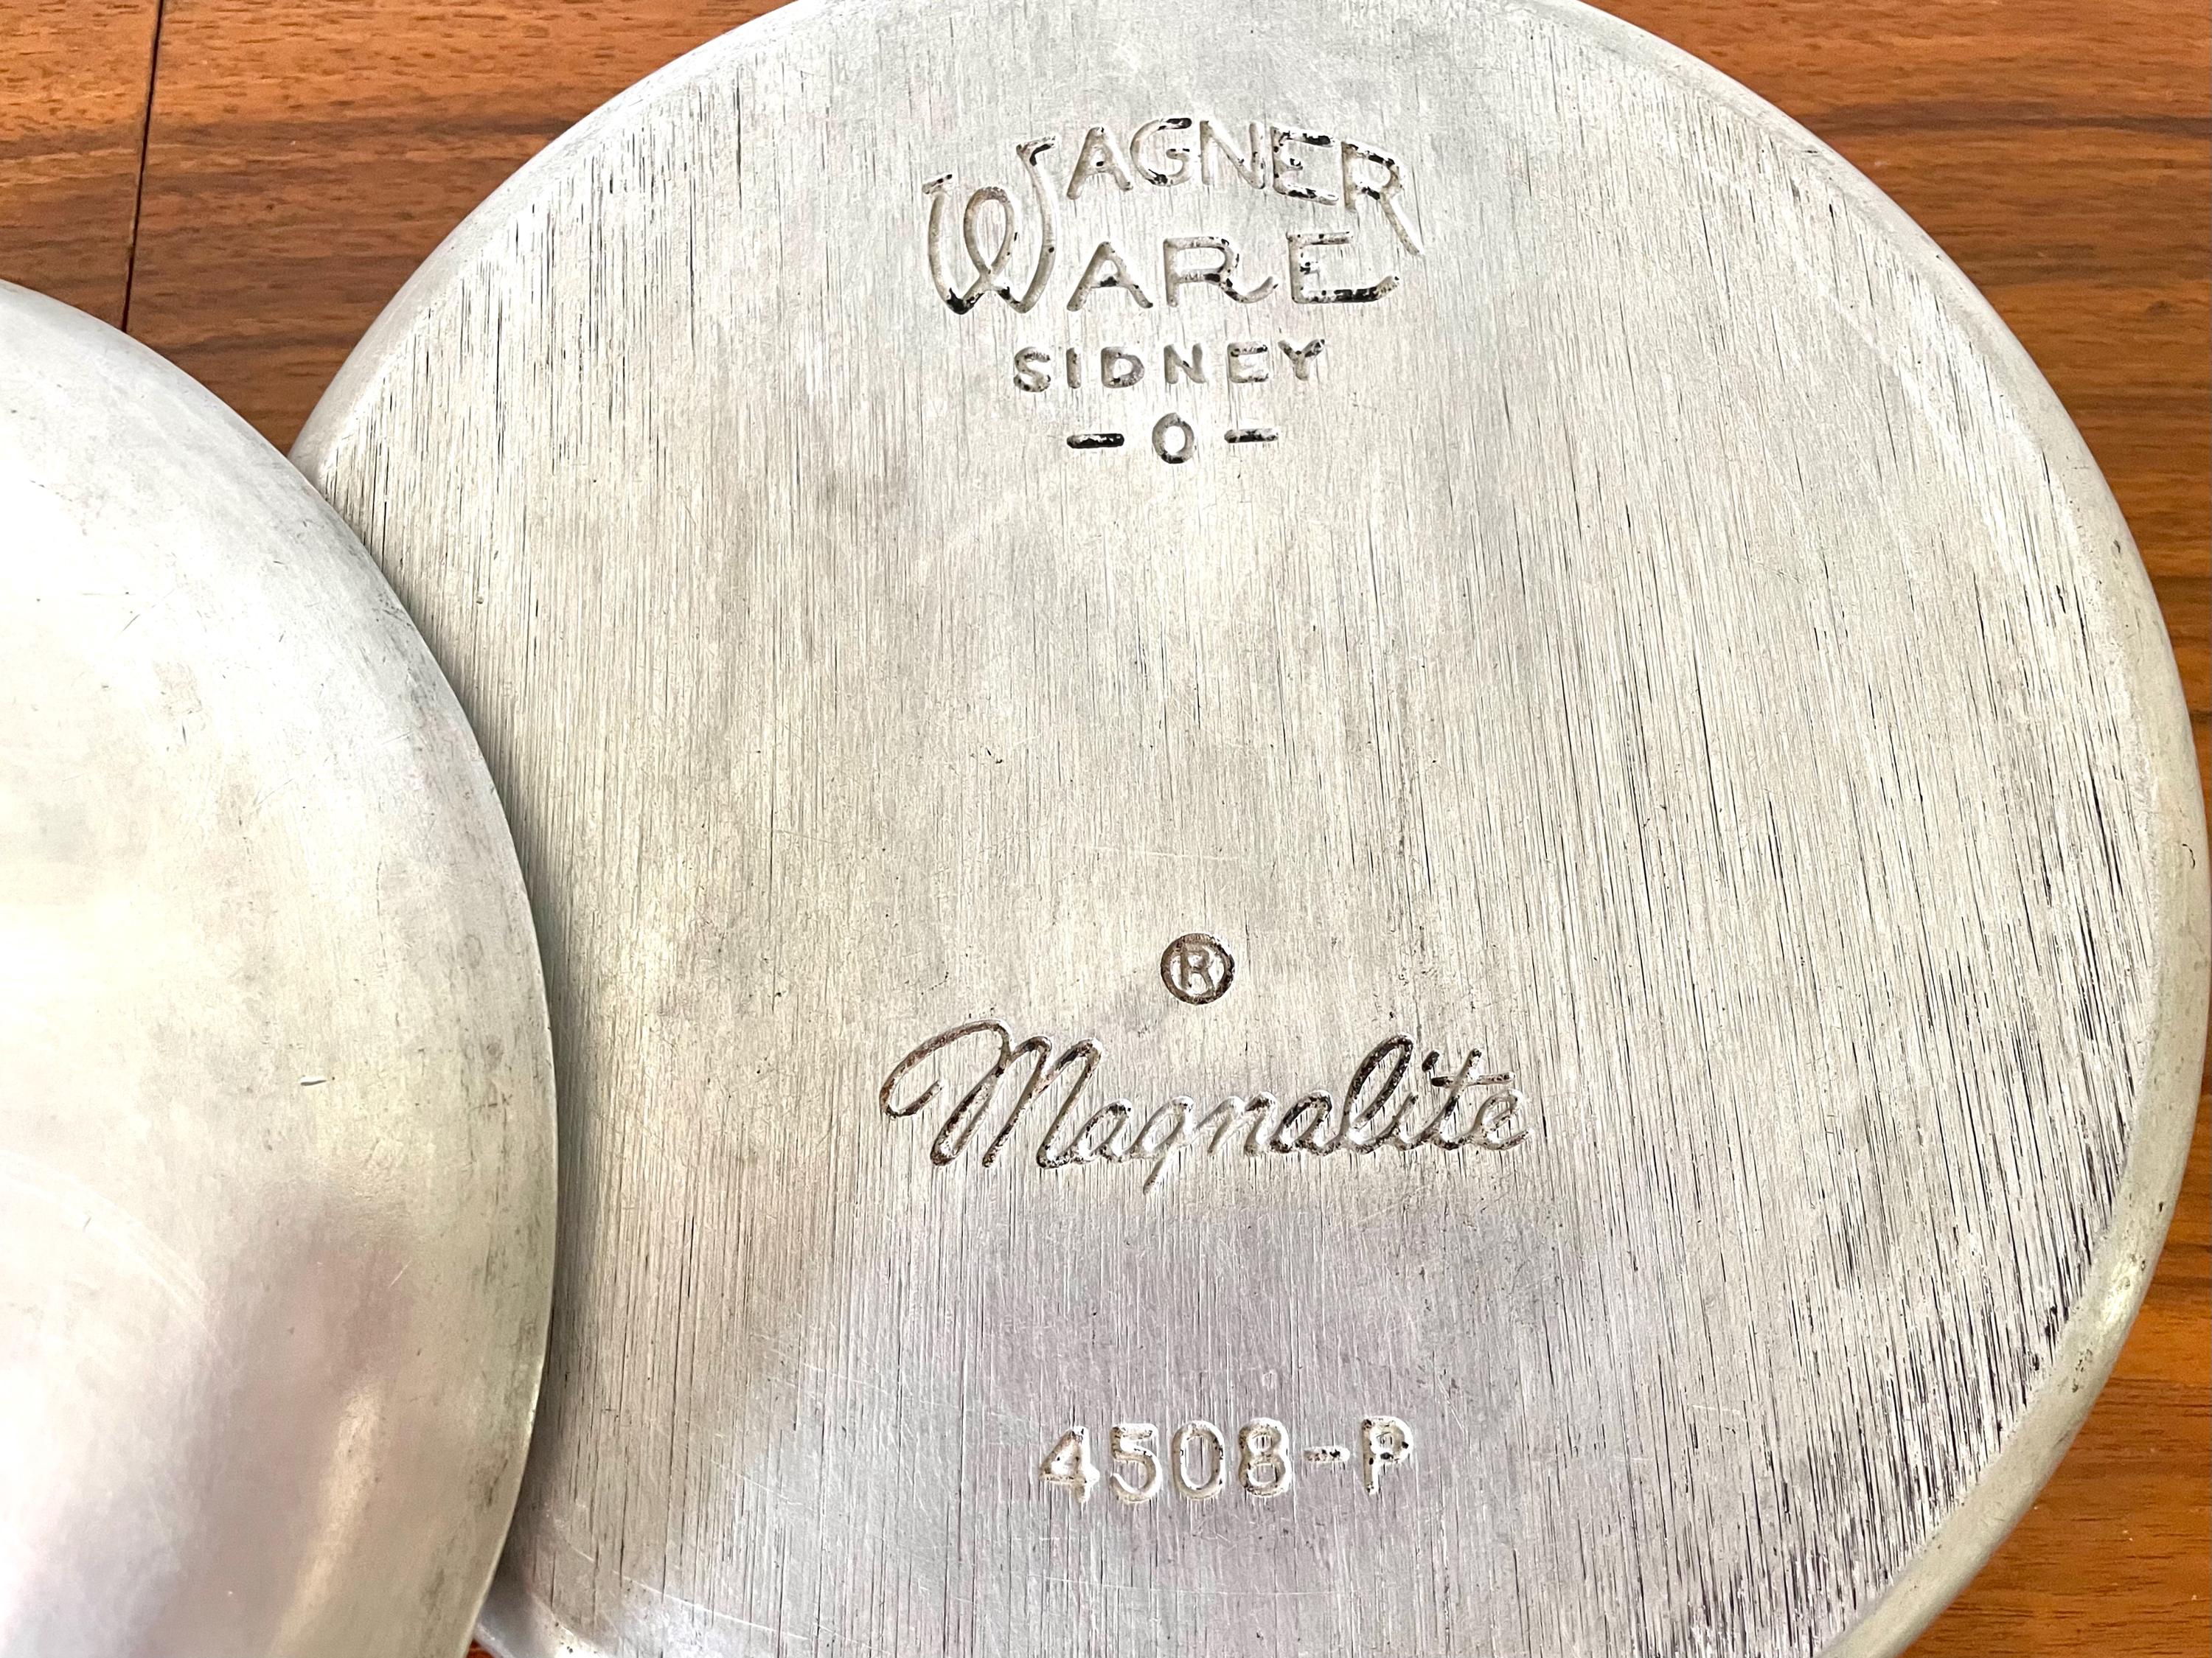 WAGNER
WARE
SIDNEY
-O-
®
Magnalite
4508-P